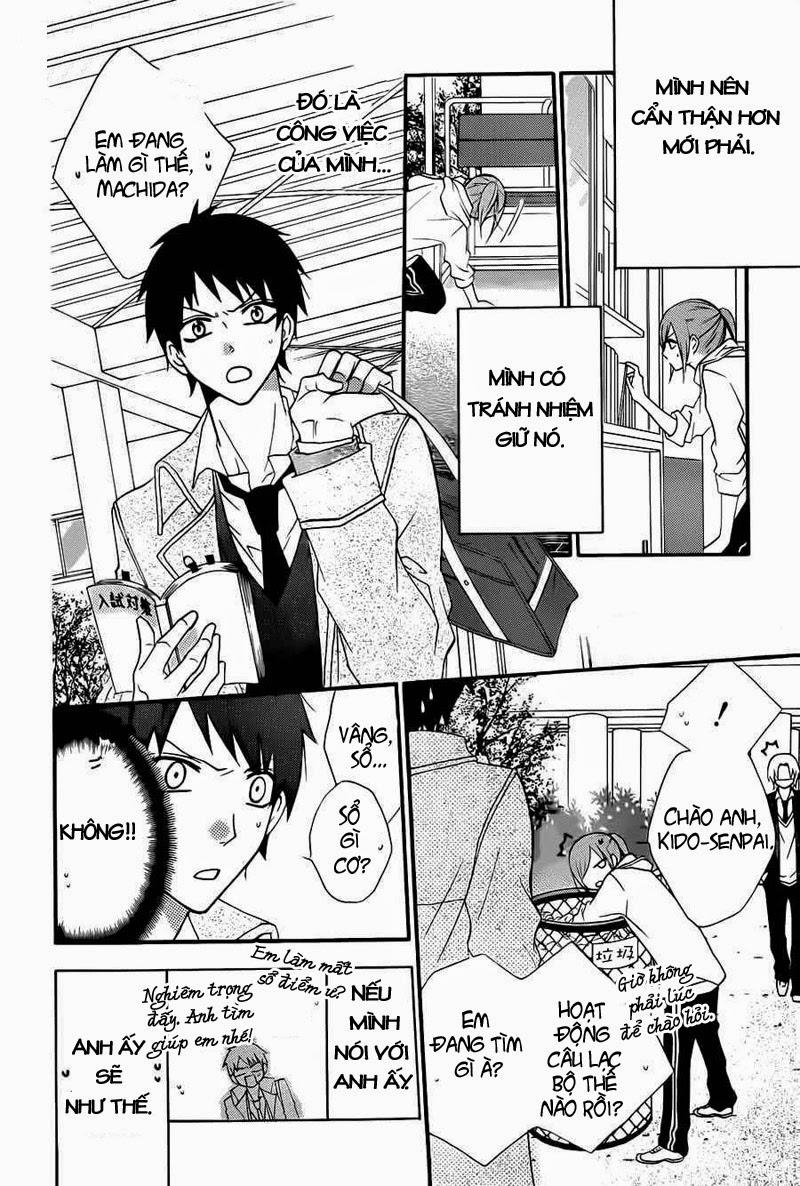 MÌNH NÊN
CẨN THẬN HƠN
MỚI PHẢI.
MÌNH CÓ
TRÁNH NHIỆM
GIỮ NÓ.
ĐÓ LÀ
CÔNG VIỆC
CỦA MÌNH...
EM ĐANG
LÀM GÌ THẾ,
MACHIDA?
入試対策
!
CHÀO ANH,
KIDO-SENPAI.
垃圾
Giờ không
phải lúc
để chào hỏi.
HOẠT
ĐỘNG
CÂU LẠC
BỘ THẾ
NÀO RỒI?
EM
ĐANG TÌM
GÌ À?
VÂNG,
SỔ...
SỔ
GÌ
CƠ?
KHÔNG!!
NẾU
MÌNH
NÓI VỚI
ANH ẤY
Em làm mất
sổ điểm ư?
Nghiêm trọng
đấy. Anh tìm
giúp em nhé!
ANH ẤY
SẼ
NHƯ THẾ.